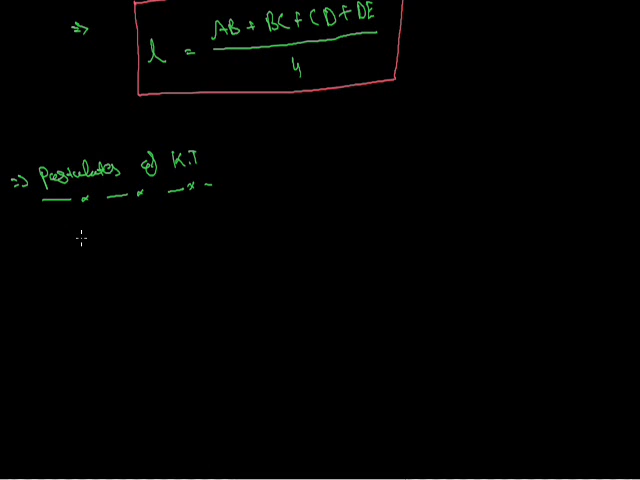 ⇒ l = AB + BC + CD + DE / 4
⇒ Postulates of K.T